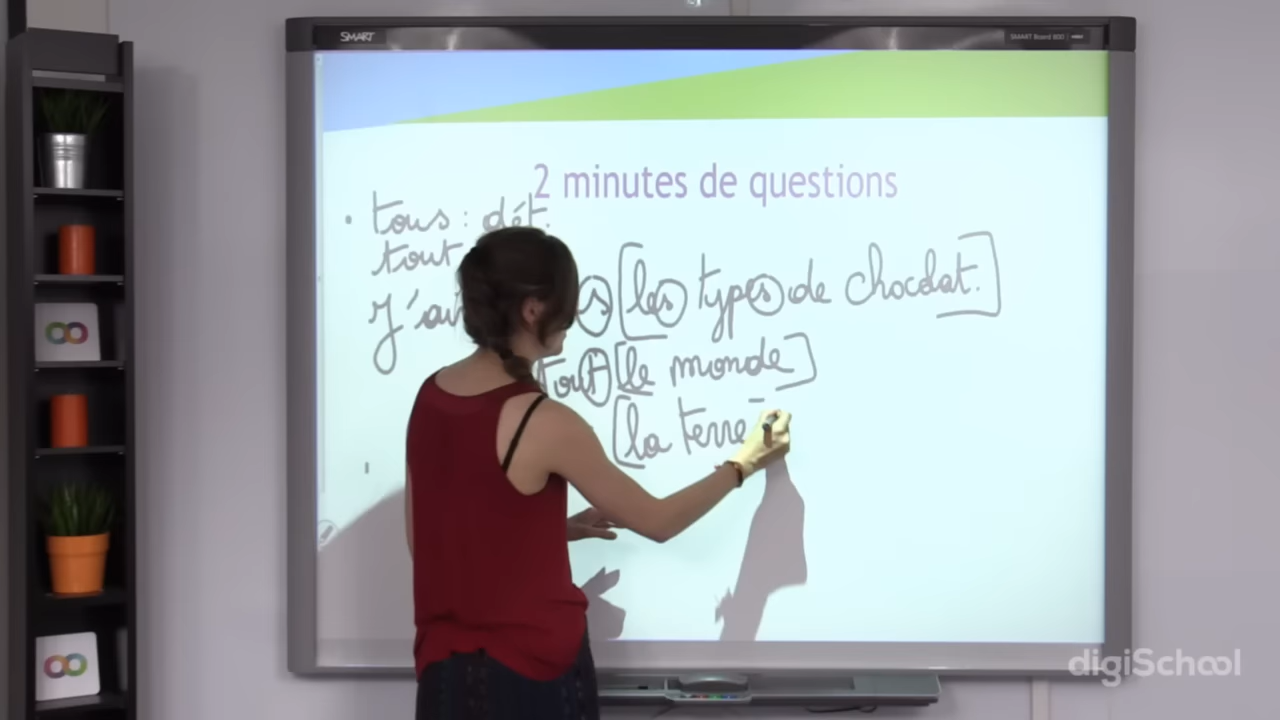 SMART
SMART Board 800
2 minutes de questions
• tous : dét.
tout
J'ai s [les types de chocolat.]
tout [le monde]
[la terre
digiSchool